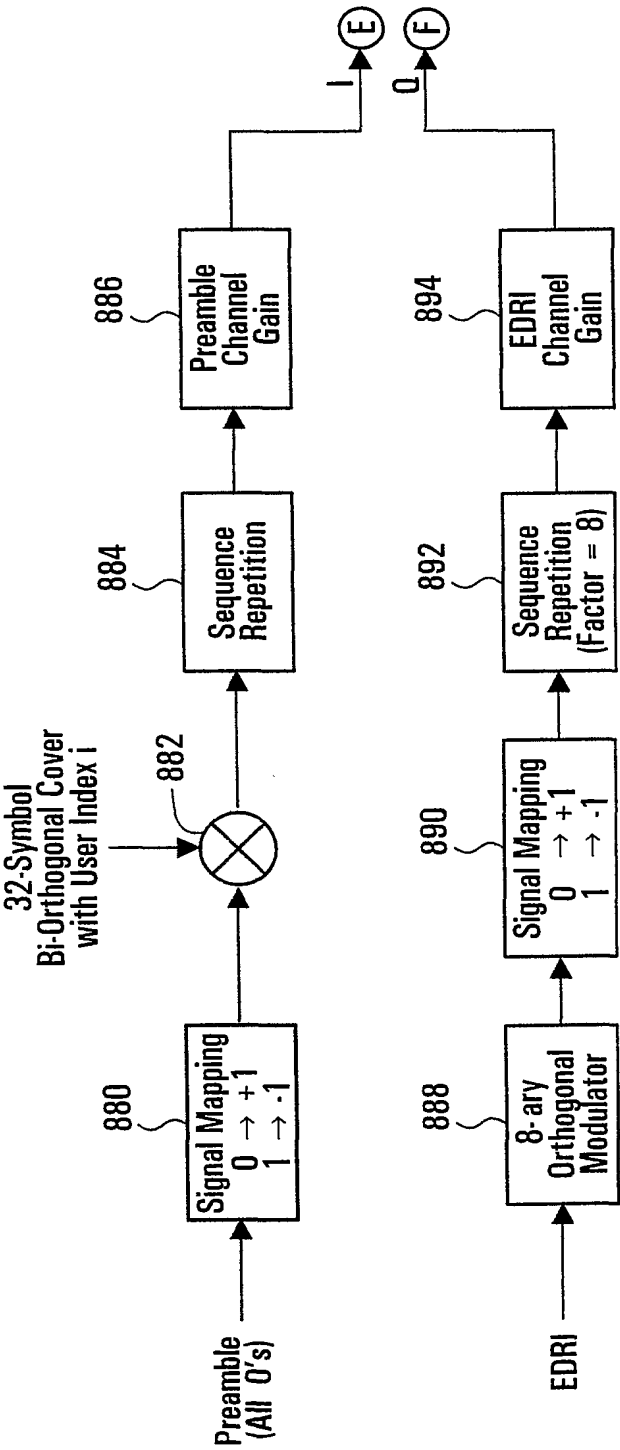 Preamble
(All 0's)
880
Signal Mapping
0 → +1
1 → -1
32-Symbol
Bi-Orthogonal Cover
with User Index i
882
884
Sequence
Repetition
886
Preamble
Channel
Gain
I
E
EDRI
888
8-ary
Orthogonal
Modulator
890
Signal Mapping
0 → +1
1 → -1
892
Sequence
Repetition
(Factor = 8)
894
EDRI
Channel
Gain
Q
F